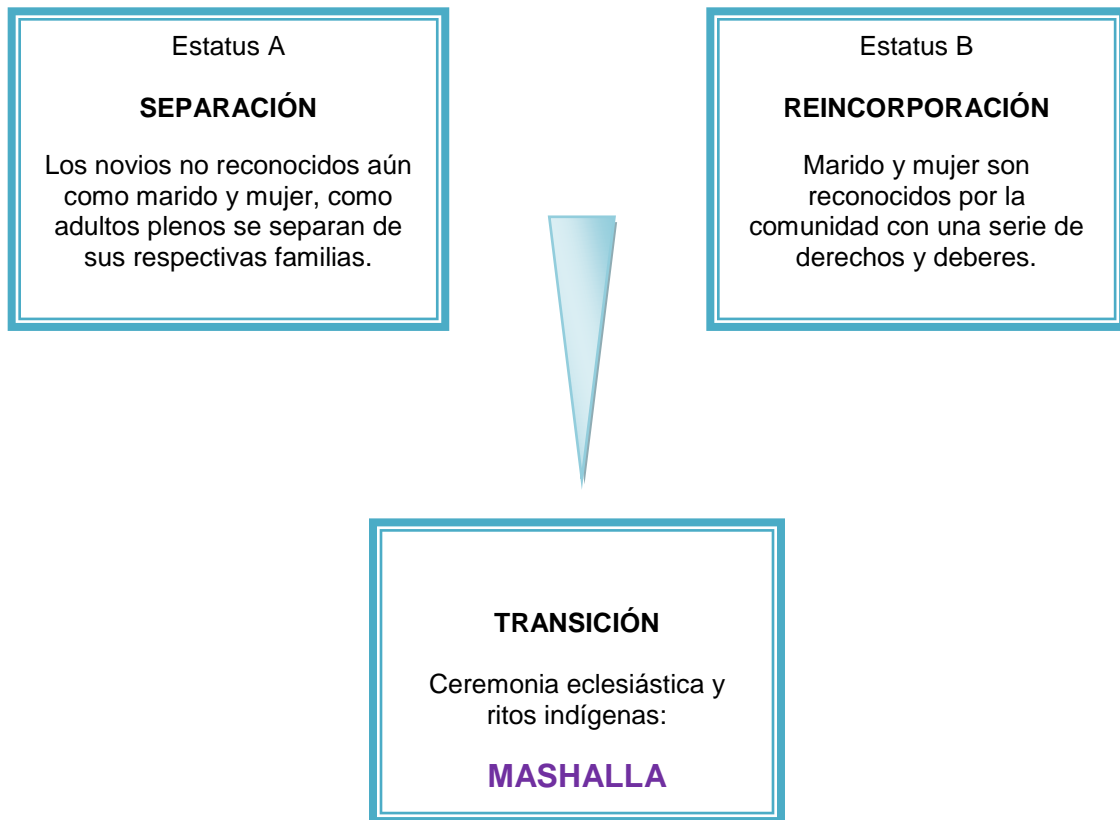 Estatus A
SEPARACIÓN
Los novios no reconocidos aún
como marido y mujer, como
adultos plenos se separan de
sus respectivas familias.
Estatus B
REINCORPORACIÓN
Marido y mujer son
reconocidos por la
comunidad con una serie de
derechos y deberes.
TRANSICIÓN
Ceremonia eclesiástica y
ritos indígenas:
MASHALLA